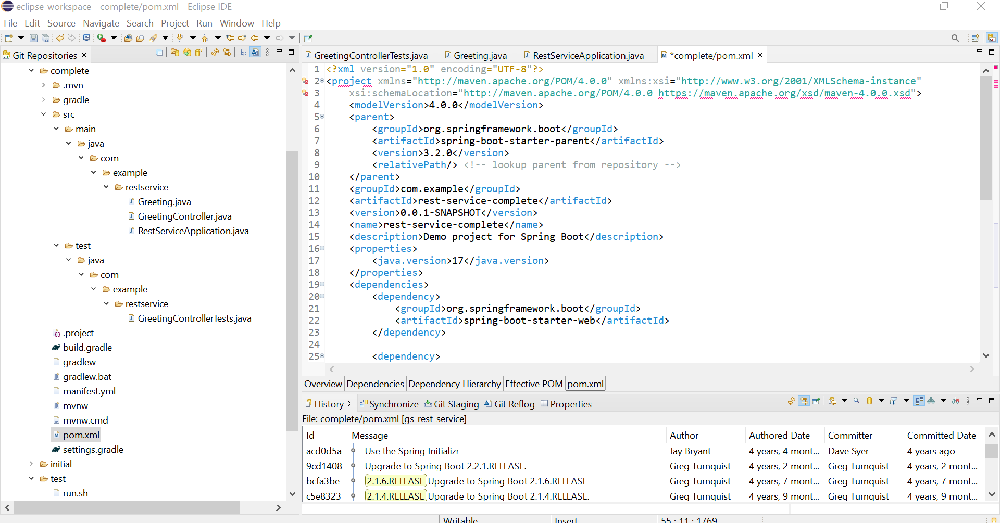 eclipse-workspace - complete/pom.xml - Eclipse IDE
File Edit Source Navigate Search Project Run Window Help
Git Repositories
complete
.mvn
gradle
src
main
java
com
example
restservice
Greeting.java
GreetingController.java
RestServiceApplication.java
test
java
com
example
restservice
GreetingControllerTests.java
.project
build.gradle
gradlew
gradlew.bat
manifest.yml
mvnw
mvnw.cmd
pom.xml
settings.gradle
initial
test
run.sh
GreetingControllerTests.java Greeting.java RestServiceApplication.java *complete/pom.xml
1 <?xml version="1.0" encoding="UTF-8"?>
2 <project xmlns="http://maven.apache.org/POM/4.0.0" xmlns:xsi="http://www.w3.org/2001/XMLSchema-instance"
3 xsi:schemaLocation="http://maven.apache.org/POM/4.0.0 https://maven.apache.org/xsd/maven-4.0.0.xsd">
4 <modelVersion>4.0.0</modelVersion>
5 <parent>
6 <groupId>org.springframework.boot</groupId>
7 <artifactId>spring-boot-starter-parent</artifactId>
8 <version>3.2.0</version>
9 <relativePath/> <!-- lookup parent from repository -->
10 </parent>
11 <groupId>com.example</groupId>
12 <artifactId>rest-service-complete</artifactId>
13 <version>0.0.1-SNAPSHOT</version>
14 <name>rest-service-complete</name>
15 <description>Demo project for Spring Boot</description>
16 <properties>
17 <java.version>17</java.version>
18 </properties>
19 <dependencies>
20 <dependency>
21 <groupId>org.springframework.boot</groupId>
22 <artifactId>spring-boot-starter-web</artifactId>
23 </dependency>
24
25 <dependency>
Overview Dependencies Dependency Hierarchy Effective POM pom.xml
History Synchronize Git Staging Git Reflog Properties
File: complete/pom.xml [gs-rest-service]
Id Message Author Authored Date Committer Committed Date
acd0d5a Use the Spring Initializr Jay Bryant 4 years, 4 mont... Dave Syer 4 years ago
9cd1408 Upgrade to Spring Boot 2.2.1.RELEASE. Greg Turnquist 4 years, 2 mont... Greg Turnquist 4 years, 2 mont...
bcfa3be 2.1.6.RELEASE Upgrade to Spring Boot 2.1.6.RELEASE Greg Turnquist 4 years, 7 mont... Greg Turnquist 4 years, 7 mont...
c5e8323 2.1.4.RELEASE Upgrade to Spring Boot 2.1.4.RELEASE. Greg Turnquist 4 years, 9 mont... Greg Turnquist 4 years, 9 mont...
Writable Insert 55 : 11 : 1769